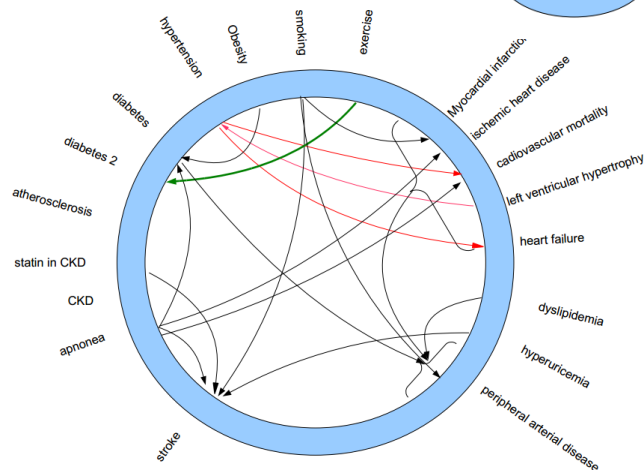 smoking
exercise
Obesity
hypertension
Myocardial infarction
ischemic heart disease
diabetes
cadiovascular mortality
diabetes 2
left ventricular hypertrophy
atherosclerosis
heart failure
statin in CKD
CKD
dyslipidemia
apnonea
hyperuricemia
peripheral arterial disease
stroke